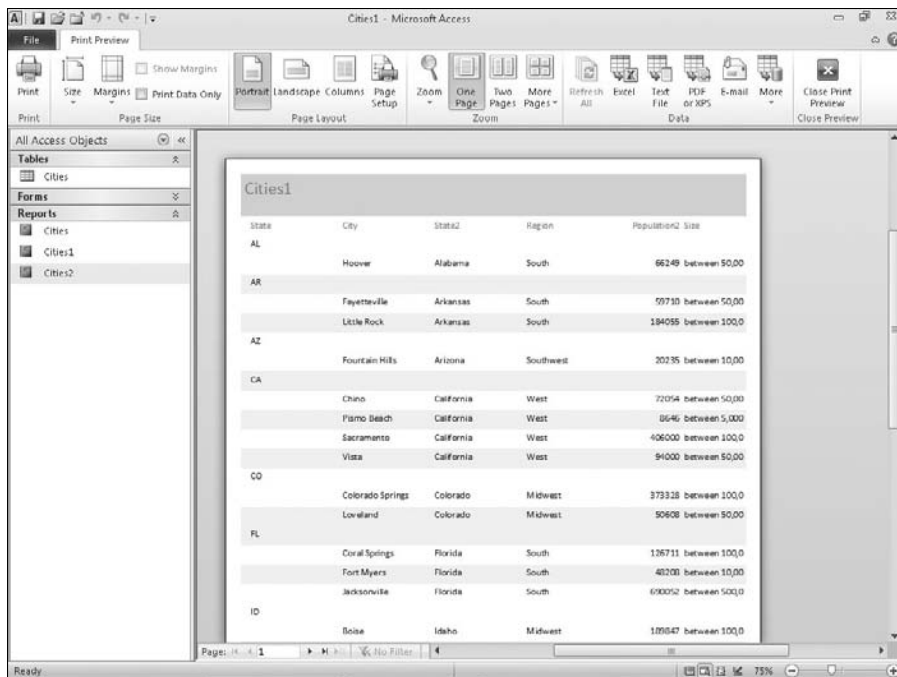 Cities1 - Microsoft Access
File Print Preview
Print Size Margins Show Margins Print Data Only Portrait Landscape Columns Page Setup Zoom One Page Two Pages More Pages Refresh All Excel Text File PDF or XPS E-mail More Close Print Preview
Print Page Size Page Layout Zoom Data Close Preview
All Access Objects
Tables
Cities
Forms
Reports
Cities
Cities1
Cities2
Cities1
State City State2 Region Population2 Size
AL
Hoover Alabama South 66249 between 50,00
AR
Fayetteville Arkansas South 59710 between 50,00
Little Rock Arkansas South 184055 between 100,0
AZ
Fountain Hills Arizona Southwest 20235 between 10,00
CA
Chino California West 72054 between 50,00
Pismo Beach California West 8646 between 5,000
Sacramento California West 406000 between 100,0
Vista California West 94000 between 50,00
CO
Colorado Springs Colorado Midwest 373328 between 100,0
Loveland Colorado Midwest 50608 between 50,00
FL
Coral Springs Florida South 126711 between 100,0
Fort Myers Florida South 48208 between 10,00
Jacksonville Florida South 690052 between 500,0
ID
Boise Idaho Midwest 189847 between 100,0
Page: 1 No Filter
Ready 75%